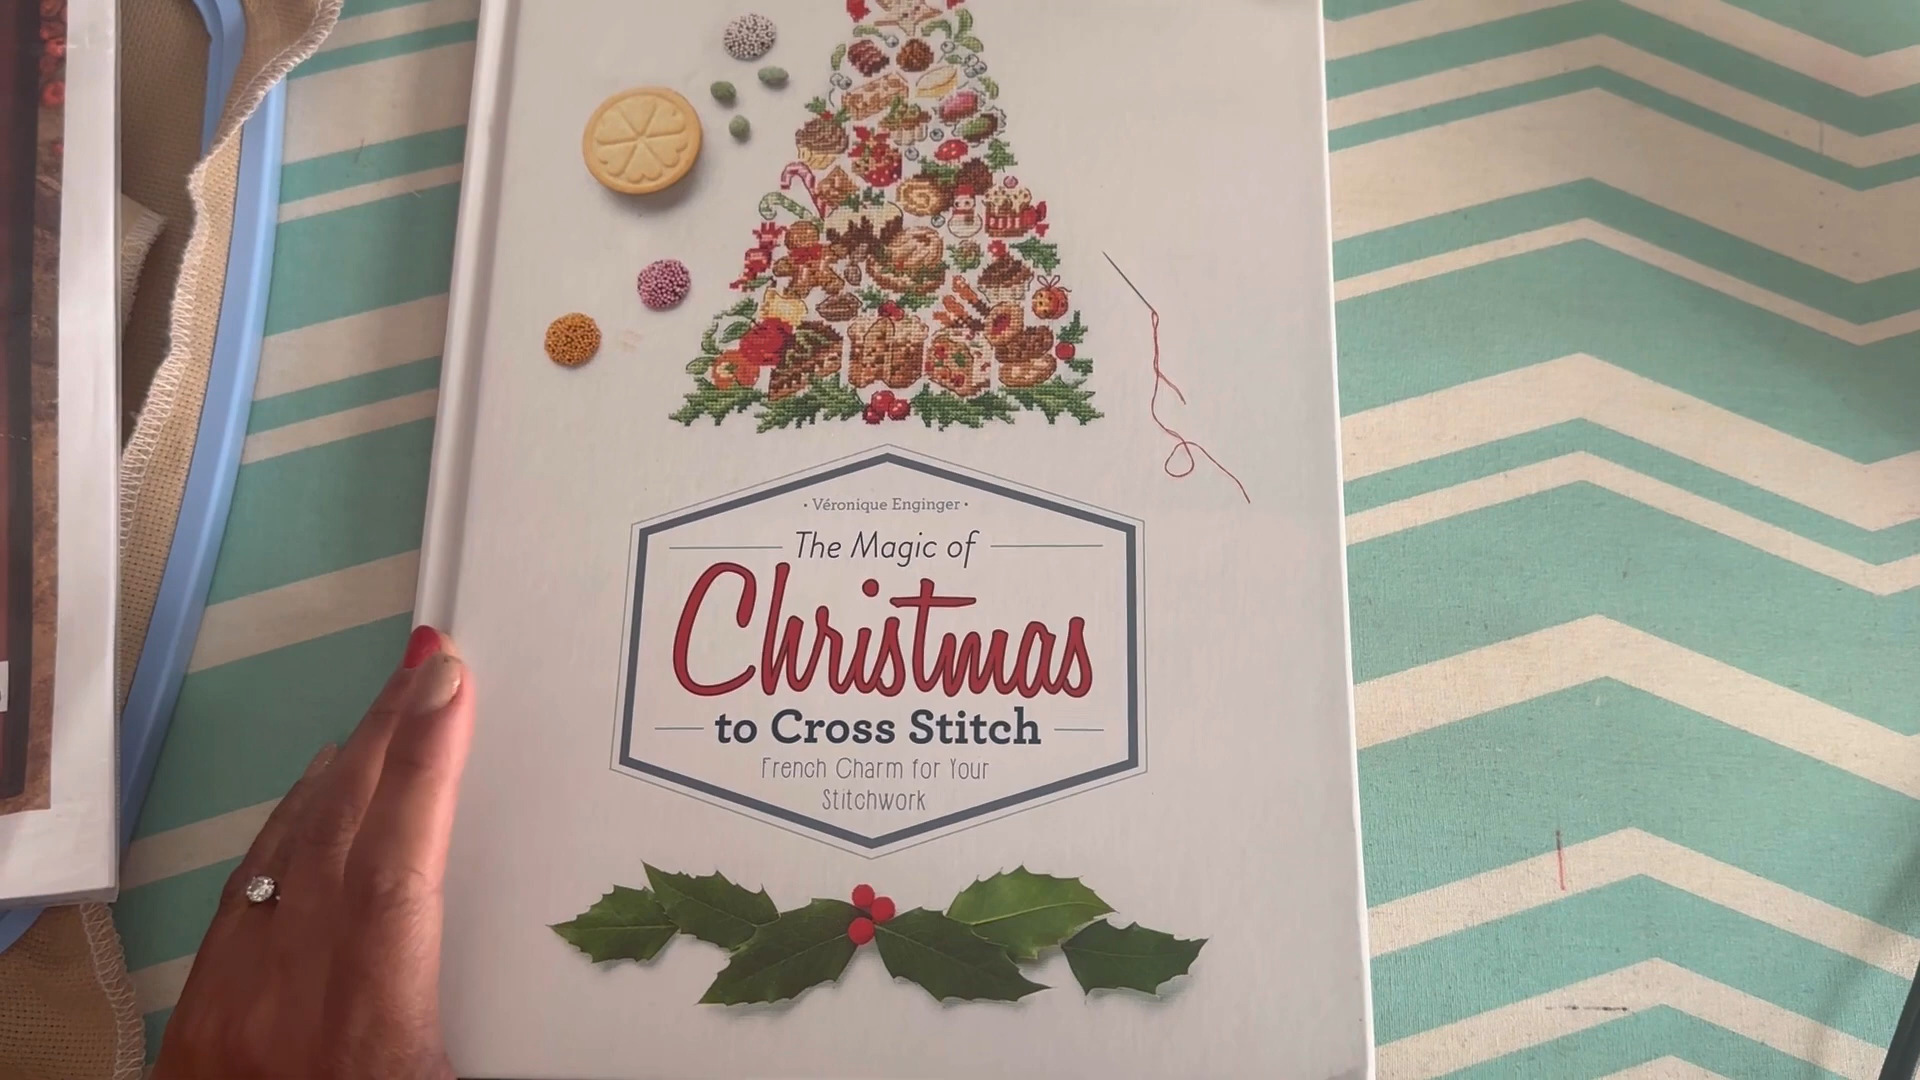 • Véronique Enginger •
The Magic of
Christmas
to Cross Stitch
French Charm for Your
Stitchwork